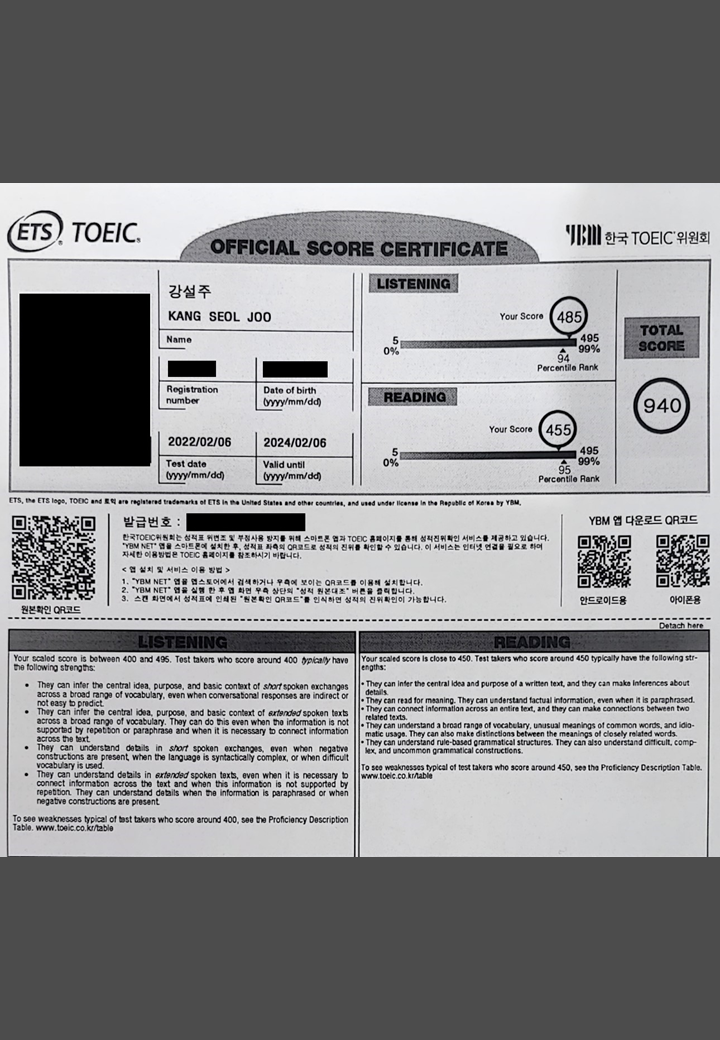 ETS® TOEIC®
OFFICIAL SCORE CERTIFICATE
YBM 한국 TOEIC®위원회
강설주
KANG SEOL JOO
Name
Registration number
Date of birth (yyyy/mm/dd)
2022/02/06
Test date (yyyy/mm/dd)
2024/02/06
Valid until (yyyy/mm/dd)
LISTENING
Your Score 485
5 495
0% 99%
94
Percentile Rank
READING
Your Score 455
5 495
0% 99%
95
Percentile Rank
TOTAL SCORE
940
ETS, the ETS logo, TOEIC and 토익 are registered trademarks of ETS in the United States and other countries, and used under license in the Republic of Korea by YBM.
원본확인 QR코드
발급번호 :
한국TOEIC위원회는 성적표 위변조 및 부정사용 방지를 위해 스마트폰 앱과 TOEIC 홈페이지를 통해 성적진위확인 서비스를 제공하고 있습니다.
"YBM NET" 앱을 스마트폰에 설치한 후, 성적표 좌측의 QR코드로 성적의 진위를 확인할 수 있습니다. 이 서비스는 인터넷 연결을 필요로 하며
자세한 이용방법은 TOEIC 홈페이지를 참조하시기 바랍니다.
< 앱 설치 및 서비스 이용 방법 >
1. "YBM NET" 앱을 앱스토어에서 검색하거나 우측에 보이는 QR코드를 이용해 설치합니다.
2. "YBM NET" 앱을 실행 한 후 앱 화면 우측 상단의 "성적 원본대조" 버튼을 클릭합니다.
3. 스캔 화면에서 성적표에 인쇄된 "원본확인 QR코드"를 인식하면 성적의 진위확인이 가능합니다.
YBM 앱 다운로드 QR코드
안드로이드용 아이폰용
Detach here
LISTENING
Your scaled score is between 400 and 495. Test takers who score around 400 typically have
the following strengths:
• They can infer the central idea, purpose, and basic context of short spoken exchanges
across a broad range of vocabulary, even when conversational responses are indirect or
not easy to predict.
• They can infer the central idea, purpose, and basic context of extended spoken texts
across a broad range of vocabulary. They can do this even when the information is not
supported by repetition or paraphrase and when it is necessary to connect information
across the text.
• They can understand details in short spoken exchanges, even when negative
constructions are present, when the language is syntactically complex, or when difficult
vocabulary is used.
• They can understand details in extended spoken texts, even when it is necessary to
connect information across the text and when this information is not supported by
repetition. They can understand details when the information is paraphrased or when
negative constructions are present.
To see weaknesses typical of test takers who score around 400, see the Proficiency Description
Table. www.toeic.co.kr/table
READING
Your scaled score is close to 450. Test takers who score around 450 typically have the following str-
engths:
• They can infer the central idea and purpose of a written text, and they can make inferences about
details.
• They can read for meaning. They can understand factual information, even when it is paraphrased.
• They can connect information across an entire text, and they can make connections between two
related texts.
• They can understand a broad range of vocabulary, unusual meanings of common words, and idio-
matic usage. They can also make distinctions between the meanings of closely related words.
• They can understand rule-based grammatical structures. They can also understand difficult, comp-
lex, and uncommon grammatical constructions.
To see weaknesses typical of test takers who score around 450, see the Proficiency Description Table.
www.toeic.co.kr/table